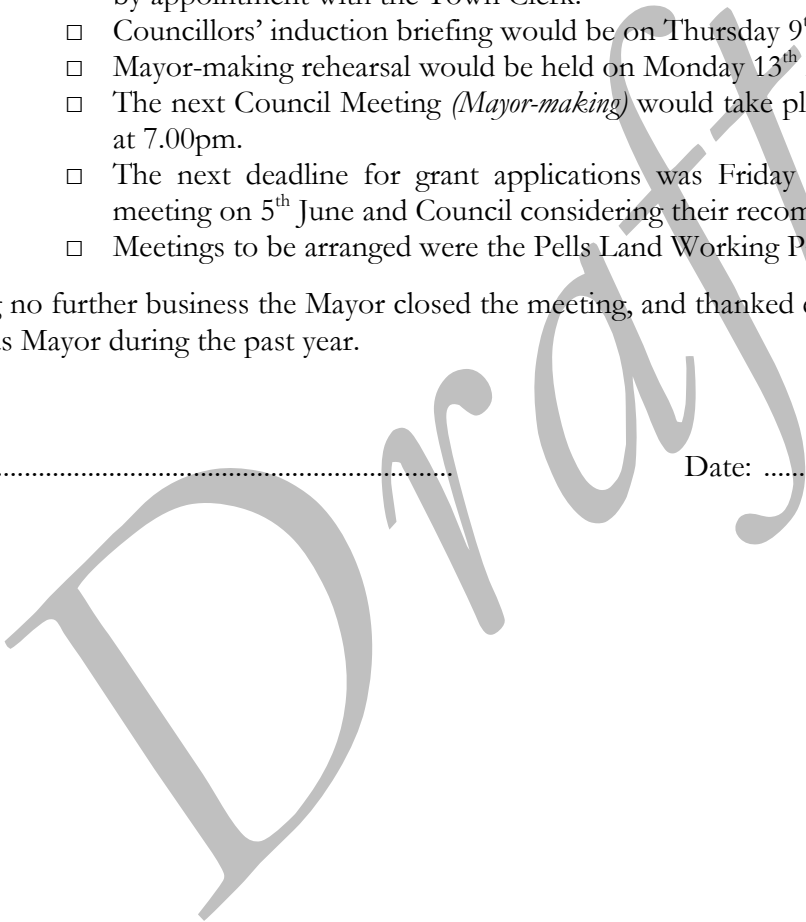 by appointment with the Town Clerk.
□ Councillors’ induction briefing would be on Thursday 9
□ Mayor-making rehearsal would be held on Monday 13th
□ The next Council Meeting (Mayor-making) would take
at 7.00pm.
□ The next deadline for grant applications was Friday
meeting on 5th June and Council considering their
□ Meetings to be arranged were the Pells Land Working
no further business the Mayor closed the meeting, and thanked
Mayor during the past year.
Date:
Draft